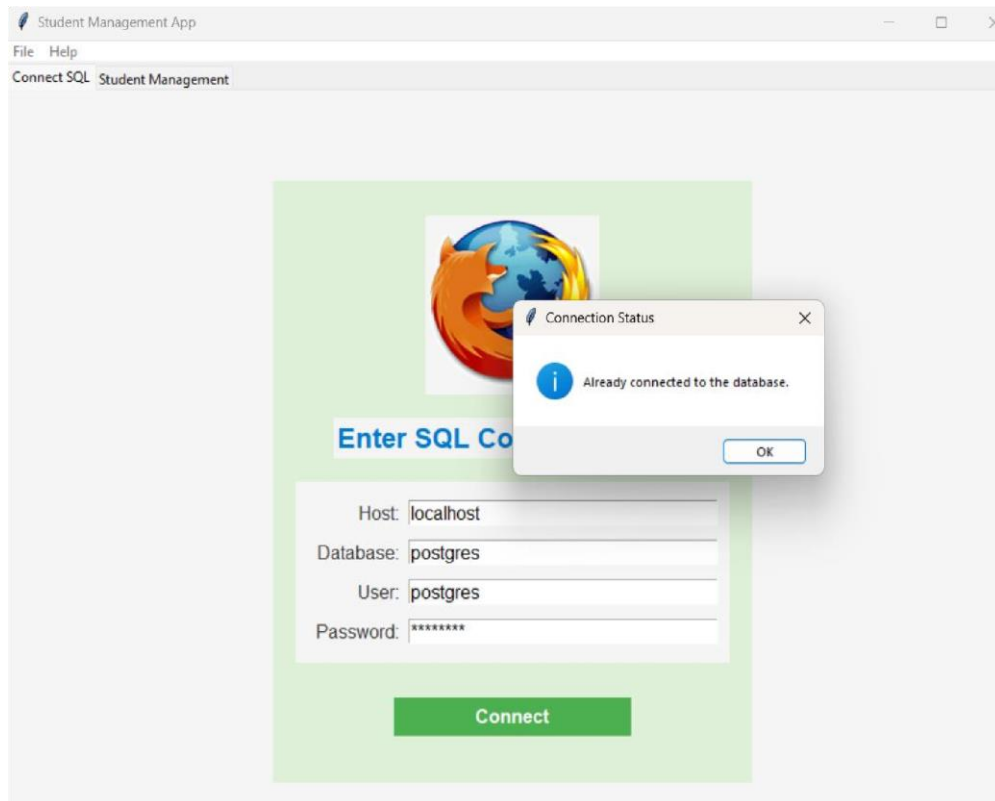 Student Management App
File Help
Connect SQL Student Management
Connection Status
Already connected to the database.
OK
Enter SQL Co
Host: localhost
Database: postgres
User: postgres
Password: ********
Connect